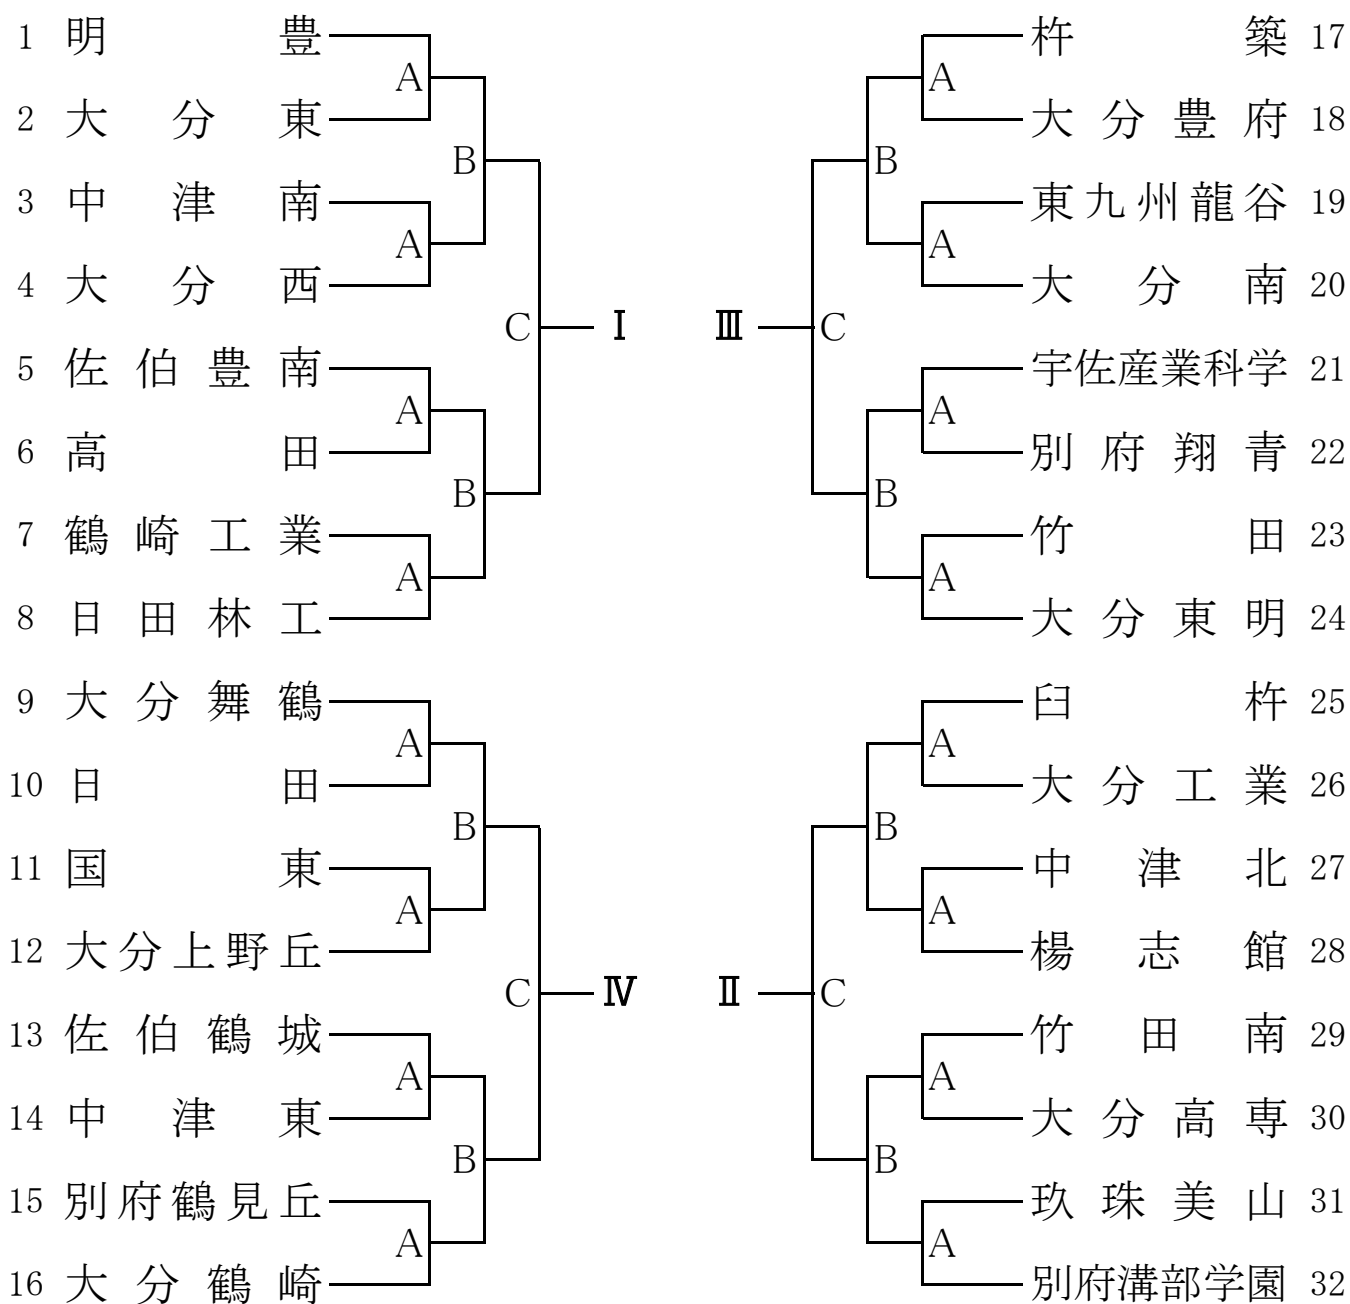 1 明豊
A
2 大分東
B
3 中津南
A
4 大分西
C Ⅰ
5 佐伯豊南
A
6 高田
B
7 鶴崎工業
A
8 日田林工
9 大分舞鶴
A
10 日田
B
11 国東
A
12 大分上野丘
C Ⅳ
13 佐伯鶴城
A
14 中津東
B
15 別府鶴見丘
A
16 大分鶴崎
杵築 17
A
大分豊府 18
B
東九州龍谷 19
A
大分南 20
Ⅲ C
宇佐産業科学 21
A
別府翔青 22
B
竹田 23
A
大分東明 24
臼杵 25
A
大分工業 26
B
中津北 27
A
楊志館 28
Ⅱ C
竹田南 29
A
大分高専 30
B
玖珠美山 31
A
別府溝部学園 32